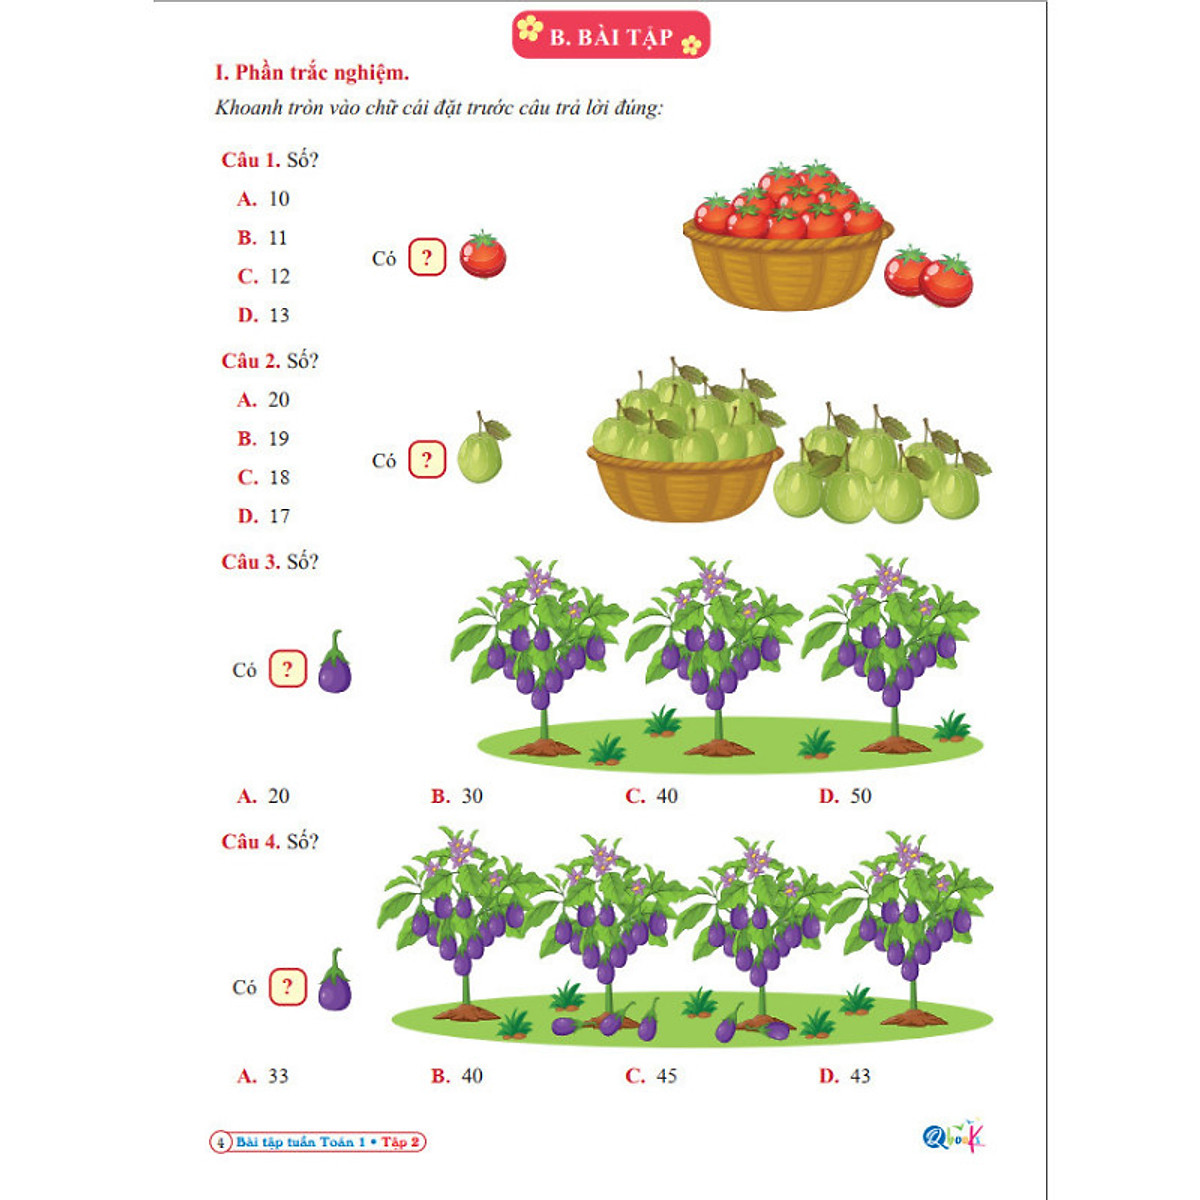 B. BÀI TẬP
I. Phần trắc nghiệm.
Khoanh tròn vào chữ cái đặt trước câu trả lời đúng:
Câu 1. Số?
A. 10
B. 11
C. 12
D. 13
Có ?
Câu 2. Số?
A. 20
B. 19
C. 18
D. 17
Có ?
Câu 3. Số?
Có ?
A. 20 B. 30 C. 40 D. 50
Câu 4. Số?
Có ?
A. 33 B. 40 C. 45 D. 43
4 Bài tập tuần Toán 1 • Tập 2
QbooKs